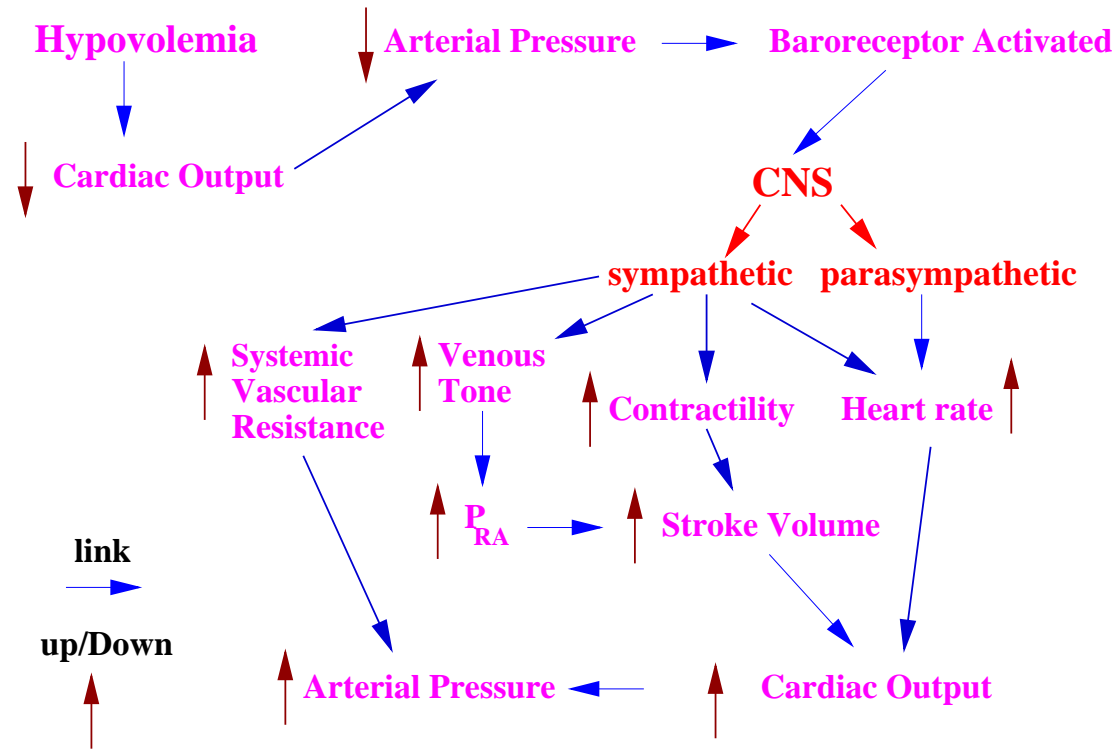 Hypovolemia
Arterial Pressure
Baroreceptor Activated
Cardiac Output
CNS
sympathetic
parasympathetic
Systemic
Vascular
Resistance
Venous
Tone
Contractility
Heart rate
P RA
Stroke Volume
link
up/Down
Arterial Pressure
Cardiac Output